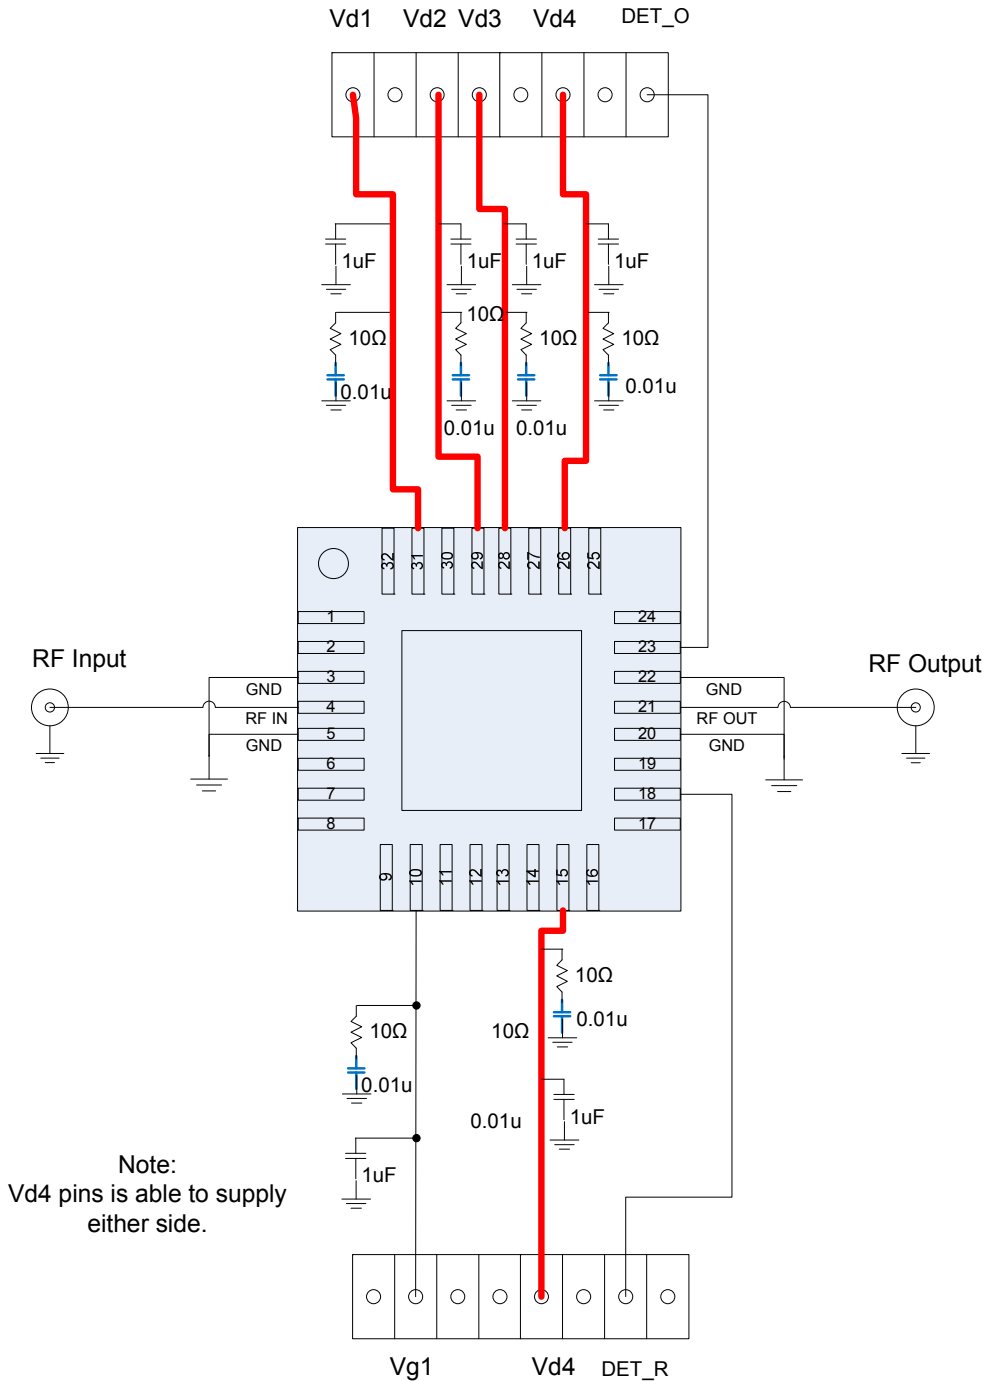 Vd1 Vd2 Vd3 Vd4 DET_O
1uF 1uF 1uF 1uF
10Ω
10Ω 10Ω 10Ω 10Ω
0.01u 0.01u
0.01u 0.01u
32 31 30 29 28 27 26 25
1 24
2 23
RF Input RF Output
3 22
GND GND
4 21
RF IN RF OUT
5 20
GND GND
6 19
7 18
8 17
9 10 11 12 13 14 15 16
10Ω
0.01u
10Ω 10Ω
0.01u
0.01u 1uF
1uF
Note:
Vd4 pins is able to supply
either side.
Vg1 Vd4 DET_R